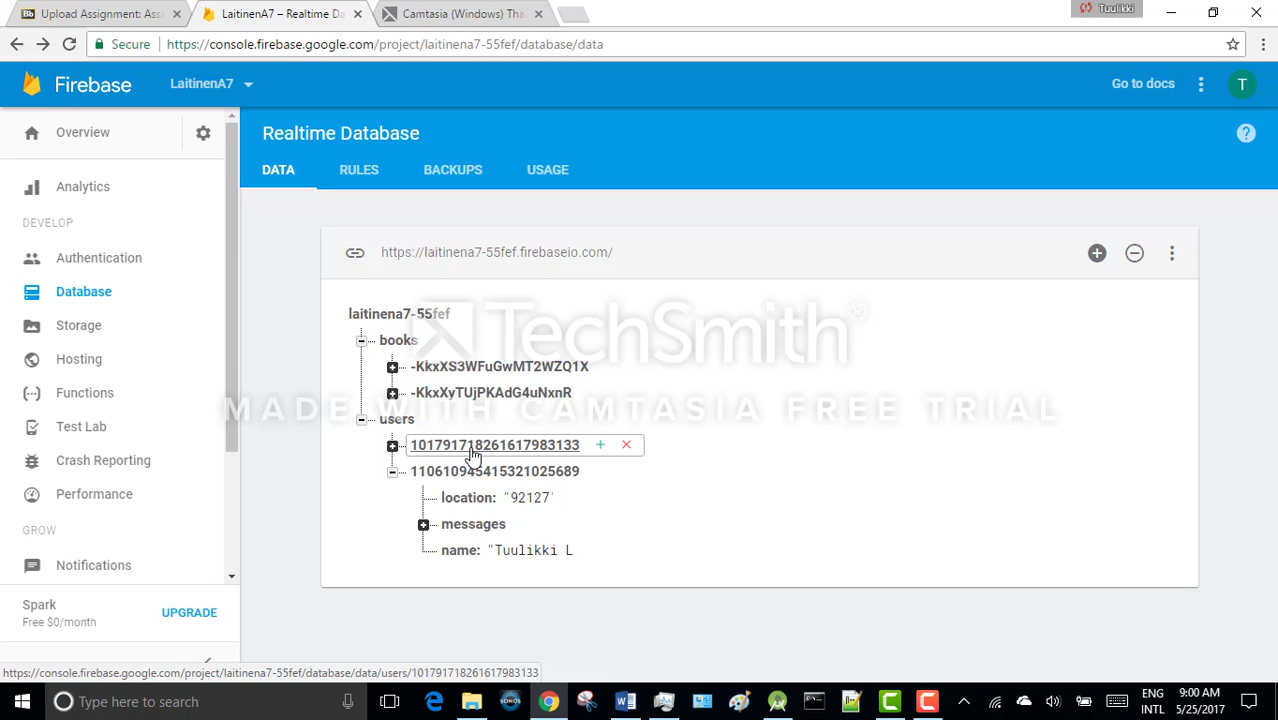 Upload Assignment: Ass
LaitinenA7 – Realtime Da
Camtasia (Windows) Tha
Tuulikki
Secure
https://console.firebase.google.com/project/laitinena7-55fef/database/data
Firebase
LaitinenA7
Go to docs
T
Overview
Realtime Database
?
DATA
RULES
BACKUPS
USAGE
Analytics
DEVELOP
Authentication
Database
Storage
Hosting
Functions
Test Lab
Crash Reporting
Performance
GROW
Notifications
Spark
Free $0/month
UPGRADE
https://laitinena7-55fef.firebaseio.com/
laitinena7-55fef
TechSmith®
books
-KkxXS3WFuGwMT2WZQ1X
-KkxXyTUjPKAdG4uNxnR
MADE WITH CAMTASIA FREE TRIAL
users
101791718261617983133
110610945415321025689
location: "92127"
messages
name: "Tuulikki L
https://console.firebase.google.com/project/laitinena7-55fef/database/data/users/101791718261617983133
Type here to search
ENG
INTL
9:00 AM
5/25/2017